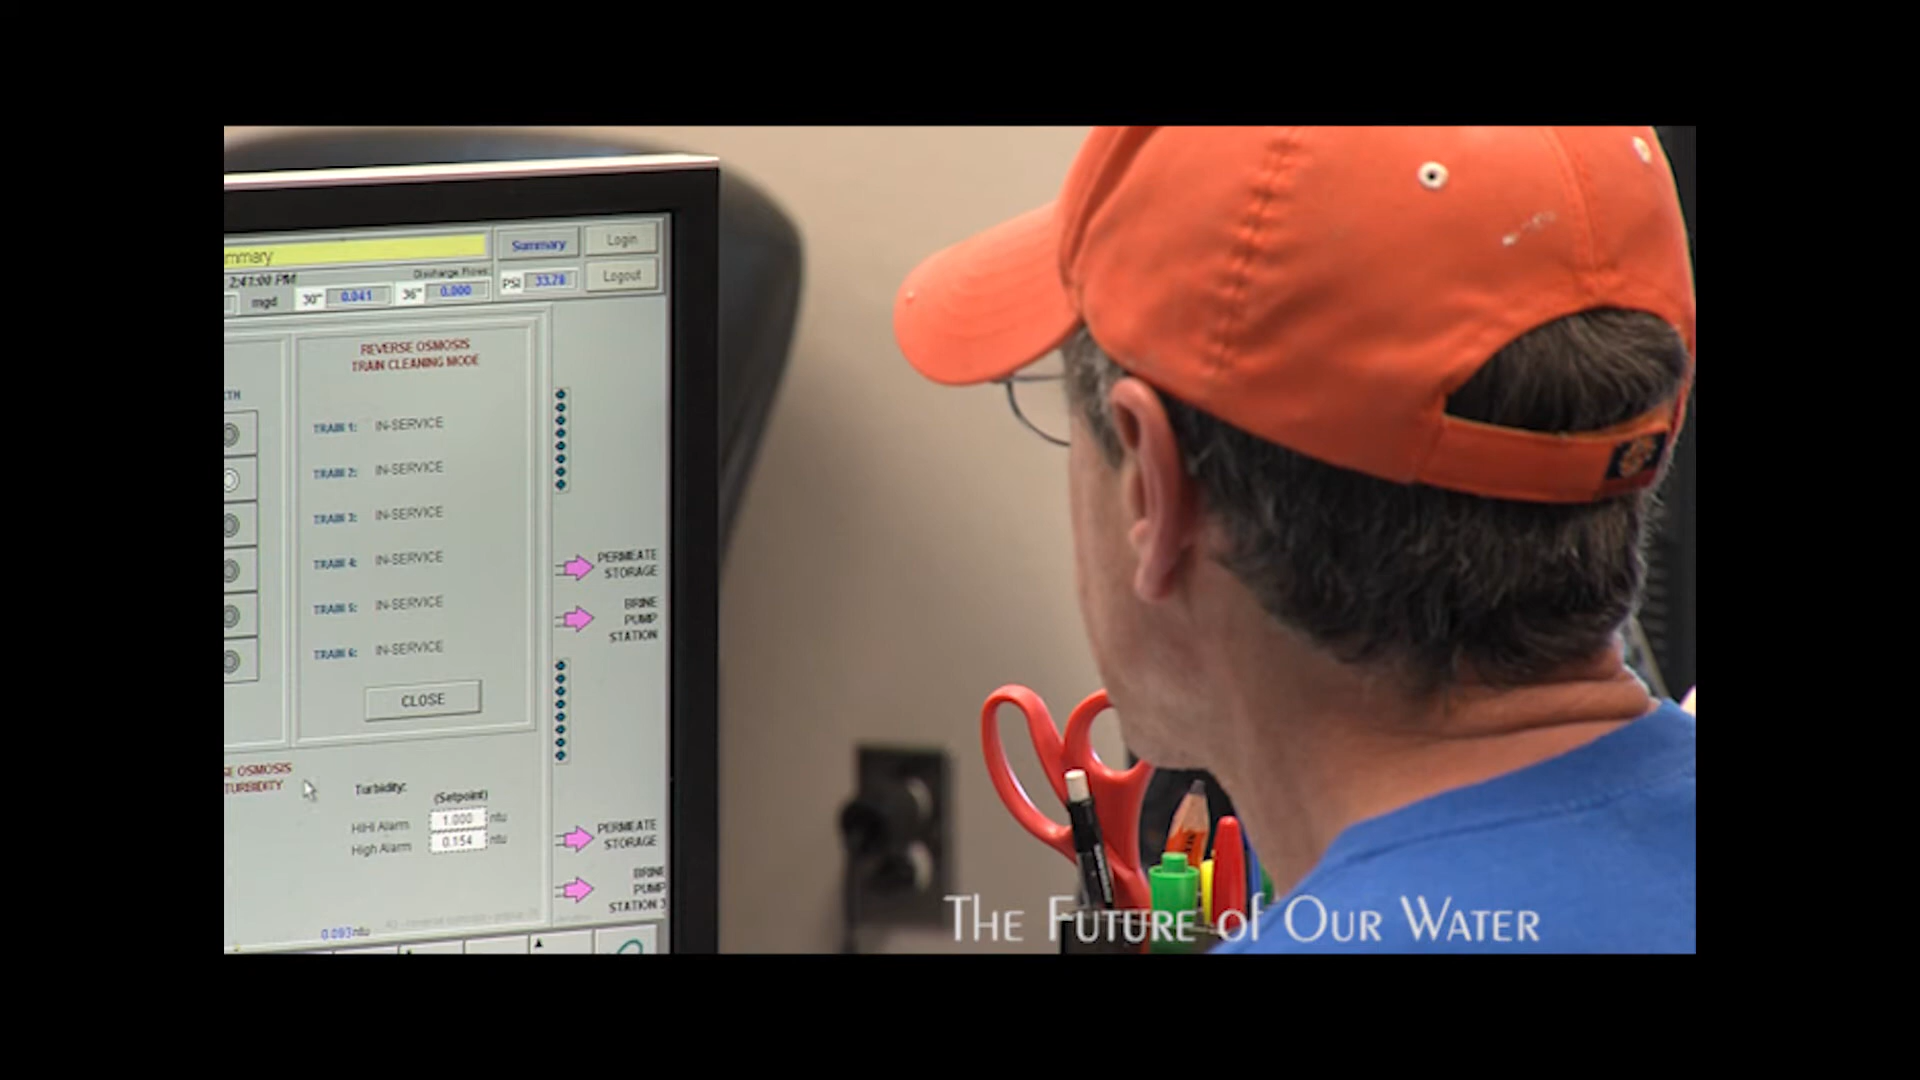 mmary
Summary
Login
2:41:00 PM
Discharge Flows:
mgd
30"
0.041
36"
0.000
PSI
33.78
Logout
REVERSE OSMOSIS
TRAIN CLEANING MODE
TRAIN 1: IN-SERVICE
TRAIN 2: IN-SERVICE
TRAIN 3: IN-SERVICE
TRAIN 4: IN-SERVICE
TRAIN 5: IN-SERVICE
TRAIN 6: IN-SERVICE
CLOSE
PERMEATE
STORAGE
BRINE
PUMP
STATION
SE OSMOSIS
TURBIDITY
Turbidity:
(Setpoint)
HiHi Alarm 1.000 ntu
High Alarm 0.154 ntu
PERMEATE
STORAGE
BRINE
PUMP
STATION
0.093 ntu
THE FUTURE of OUR WATER